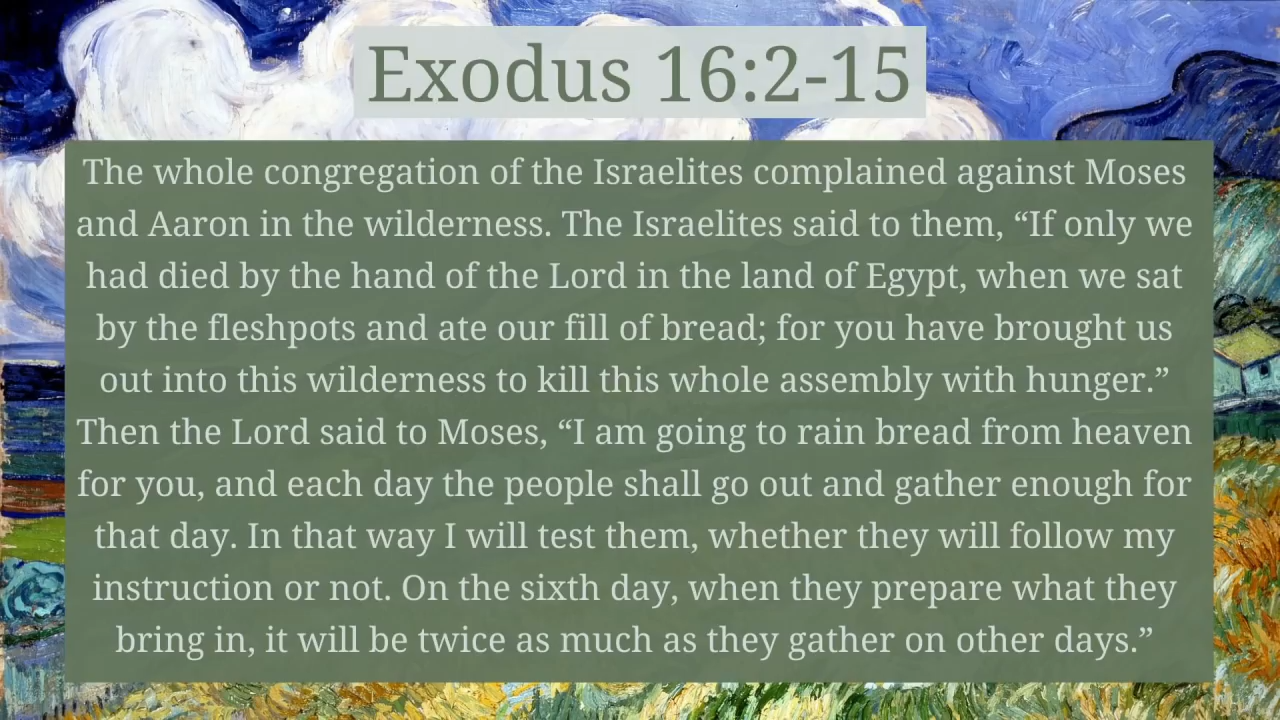 Exodus 16:2-15
The whole congregation of the Israelites complained against Moses
and Aaron in the wilderness. The Israelites said to them, “If only we
had died by the hand of the Lord in the land of Egypt, when we sat
by the fleshpots and ate our fill of bread; for you have brought us
out into this wilderness to kill this whole assembly with hunger.”
Then the Lord said to Moses, “I am going to rain bread from heaven
for you, and each day the people shall go out and gather enough for
that day. In that way I will test them, whether they will follow my
instruction or not. On the sixth day, when they prepare what they
bring in, it will be twice as much as they gather on other days.”